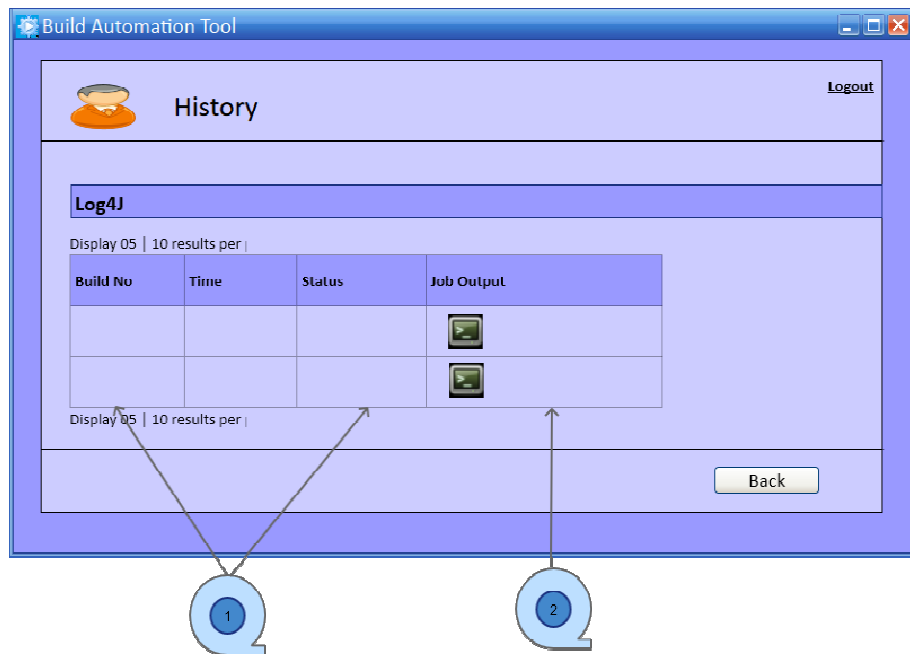 Build Automation Tool
Logout
History
Log4J
Display 05 | 10 results per
Build No Time Status Job Output
Display 05 | 10 results per
Back
1 2